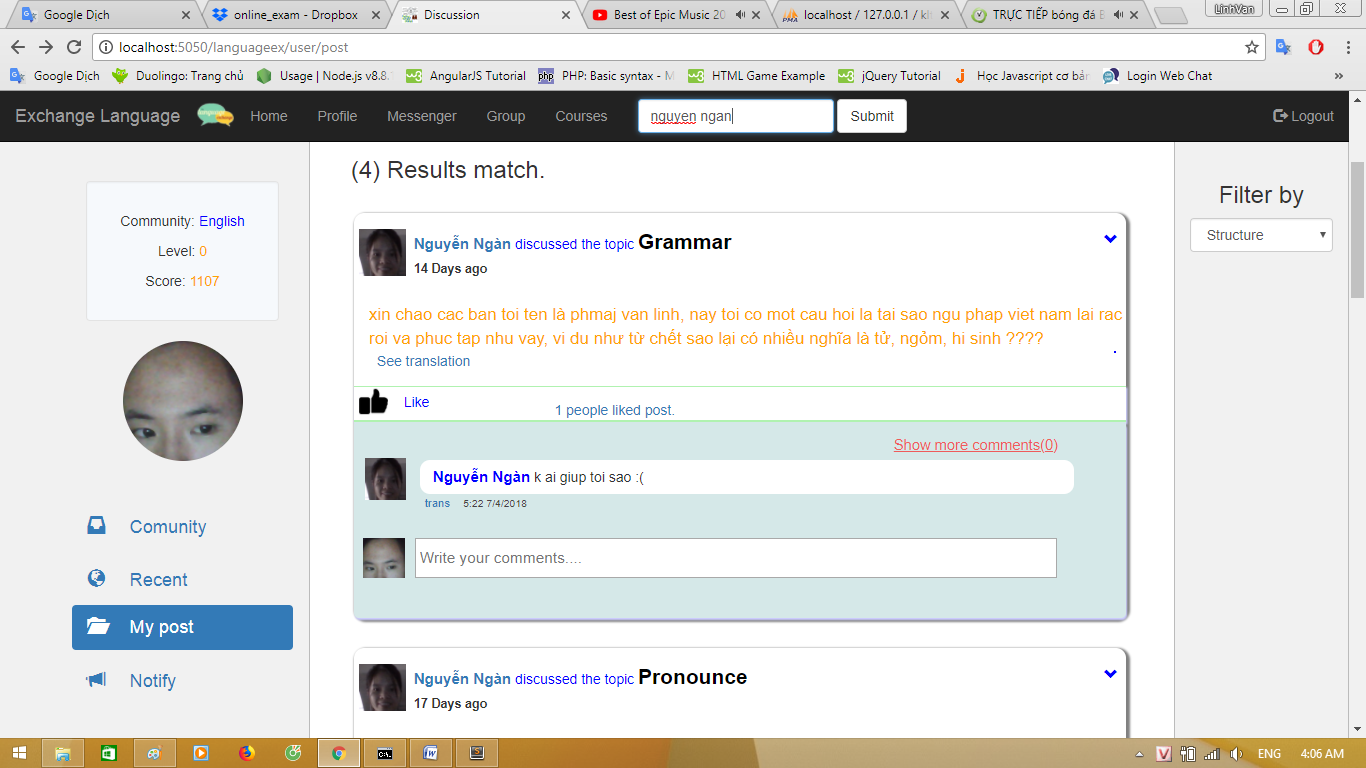 Google Dịch
online_exam - Dropbox
Discussion
Best of Epic Music 20
localhost / 127.0.0.1 / kh
TRỰC TIẾP bóng đá
LinhVan
localhost:5050/languageex/user/post
Google Dịch
Duolingo: Trang chủ
Usage | Node.js v8.8.
AngularJS Tutorial
PHP: Basic syntax -
HTML Game Example
jQuery Tutorial
Học Javascript cơ bản
Login Web Chat
»
Exchange Language
Home
Profile
Messenger
Group
Courses
nguyen ngan
Submit
Logout
(4) Results match.
Filter by
Structure
Community: English
Level: 0
Score: 1107
Nguyễn Ngàn discussed the topic Grammar
14 Days ago
xin chao cac ban toi ten là phmaj van linh, nay toi co mot cau hoi la tai sao ngu phap viet nam lai rac
roi va phuc tap nhu vay, vi du như từ chết sao lại có nhiều nghĩa là tử, ngỏm, hi sinh ????
See translation
Like
1 people liked post.
Show more comments(0)
Nguyễn Ngàn k ai giup toi sao :(
trans 5:22 7/4/2018
Write your comments....
Comunity
Recent
My post
Notify
Nguyễn Ngàn discussed the topic Pronounce
17 Days ago
ENG
4:06 AM